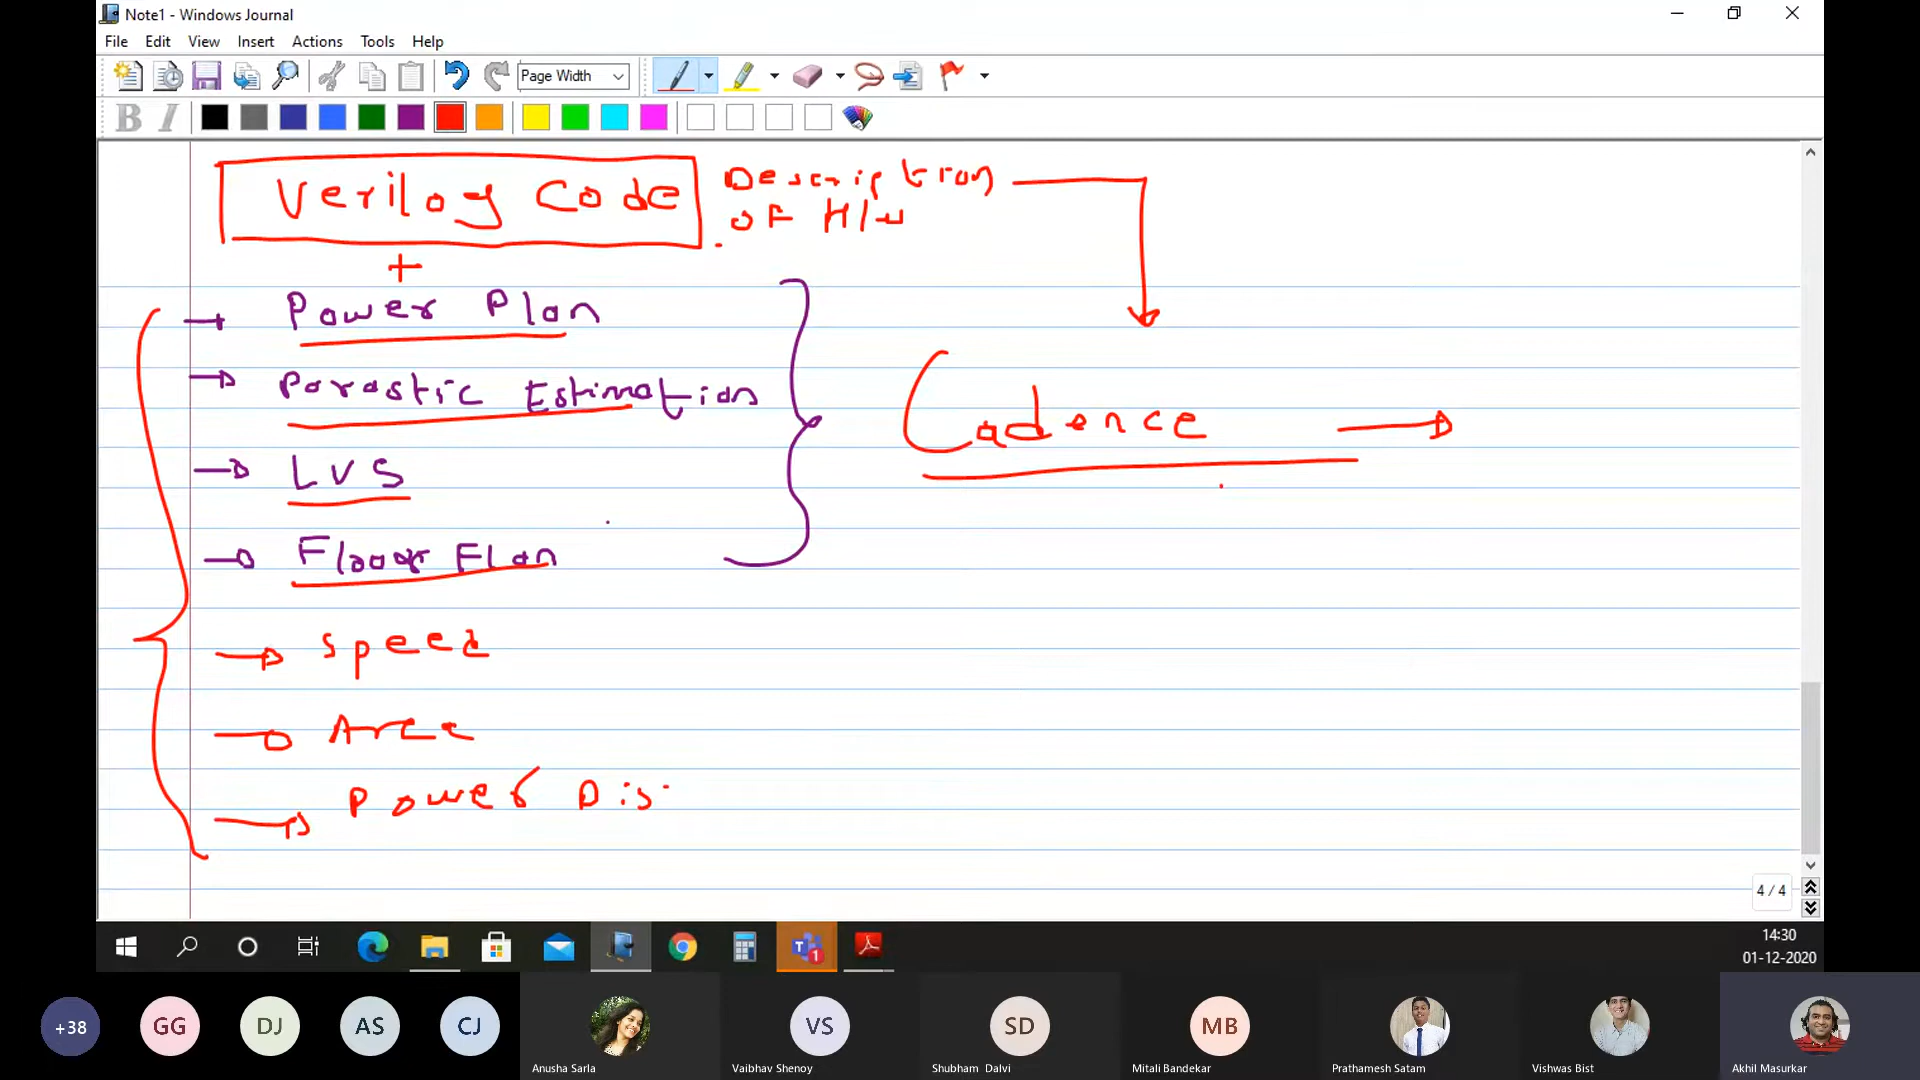 Note1 - Windows Journal
File Edit View Insert Actions Tools Help
Page Width
B I
Verilog Code
Description
of H/W
+
Power Plan
Parastic Estimation
LVS
Floor Flan
Speed
Area
Power Dis
Cadence
4 / 4
14:30
01-12-2020
1
+38
GG
DJ
AS
CJ
VS
SD
MB
Anusha Sarla
Vaibhav Shenoy
Shubham Dalvi
Mitali Bandekar
Prathamesh Satam
Vishwas Bist
Akhil Masurkar